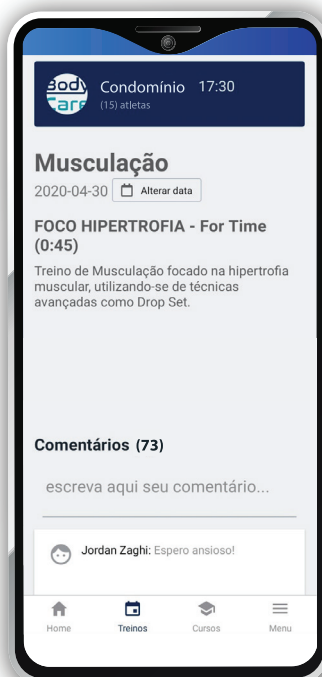 Body
Care
Condomínio 17:30
(15) atletas
Musculação
2020-04-30 Alterar data
FOCO HIPERTROFIA - For Time
(0:45)
Treino de Musculação focado na hipertrofia
muscular, utilizando-se de técnicas
avançadas como Drop Set.
Comentários (73)
escreva aqui seu comentário...
Jordan Zaghi: Espero ansioso!
Home Treinos Cursos Menu